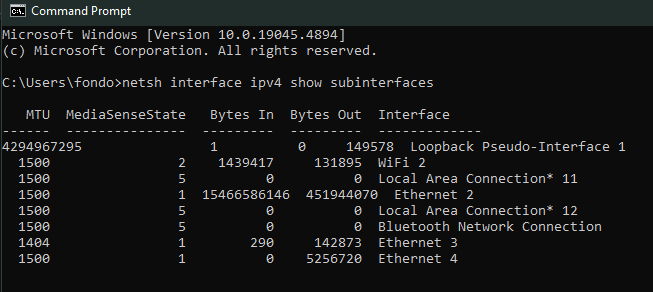 Command Prompt
Microsoft Windows [Version 10.0.19045.4894]
(c) Microsoft Corporation. All rights reserved.
C:\Users\fondo>netsh interface ipv4 show subinterfaces
MTU  MediaSenseState  Bytes In  Bytes Out  Interface
------  ---------------  ---------  ---------  -------------
4294967295                1          0     149578  Loopback Pseudo-Interface 1
1500                2    1439417     131895  WiFi 2
1500                5          0          0  Local Area Connection* 11
1500                1  15466586146  451944070  Ethernet 2
1500                5          0          0  Local Area Connection* 12
1500                5          0          0  Bluetooth Network Connection
1404                1        290     142873  Ethernet 3
1500                1          0    5256720  Ethernet 4